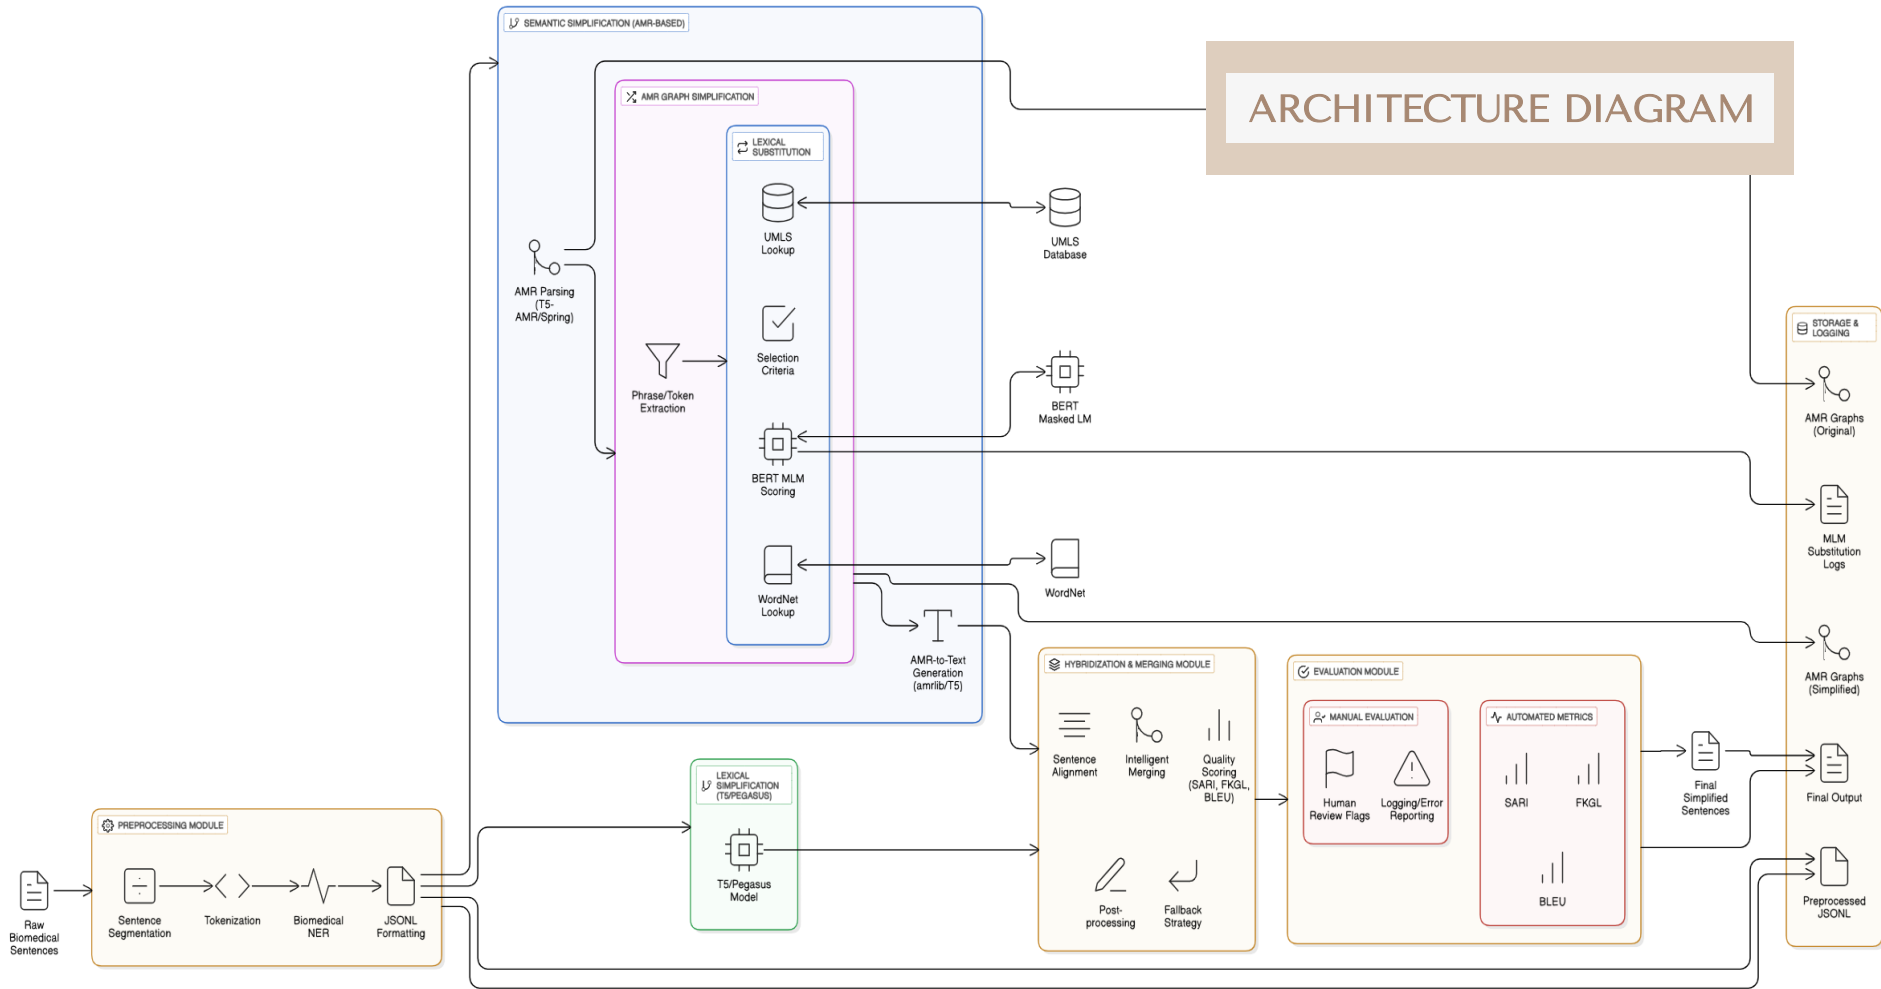 ARCHITECTURE DIAGRAM
SEMANTIC SIMPLIFICATION (AMR-BASED)
AMR GRAPH SIMPLIFICATION
LEXICAL
SUBSTITUTION
UMLS
Lookup
UMLS
Database
AMR Parsing
(T5-
AMR/Spring)
Selection
Criteria
Phrase/Token
Extraction
BERT
Masked LM
BERT MLM
Scoring
WordNet
Lookup
WordNet
AMR-to-Text
Generation
(amrlib/T5)
STORAGE &
LOGGING
AMR Graphs
(Original)
MLM
Substitution
Logs
AMR Graphs
(Simplified)
Final Output
Preprocessed
JSONL
HYBRIDIZATION & MERGING MODULE
Sentence
Alignment
Intelligent
Merging
Quality
Scoring
(SARI, FKGL,
BLEU)
Post-
processing
Fallback
Strategy
EVALUATION MODULE
MANUAL EVALUATION
Human
Review Flags
Logging/Error
Reporting
AUTOMATED METRICS
SARI
FKGL
BLEU
Final
Simplified
Sentences
LEXICAL
SIMPLIFICATION
(T5/PEGASUS)
T5/Pegasus
Model
PREPROCESSING MODULE
Raw
Biomedical
Sentences
Sentence
Segmentation
Tokenization
Biomedical
NER
JSONL
Formatting